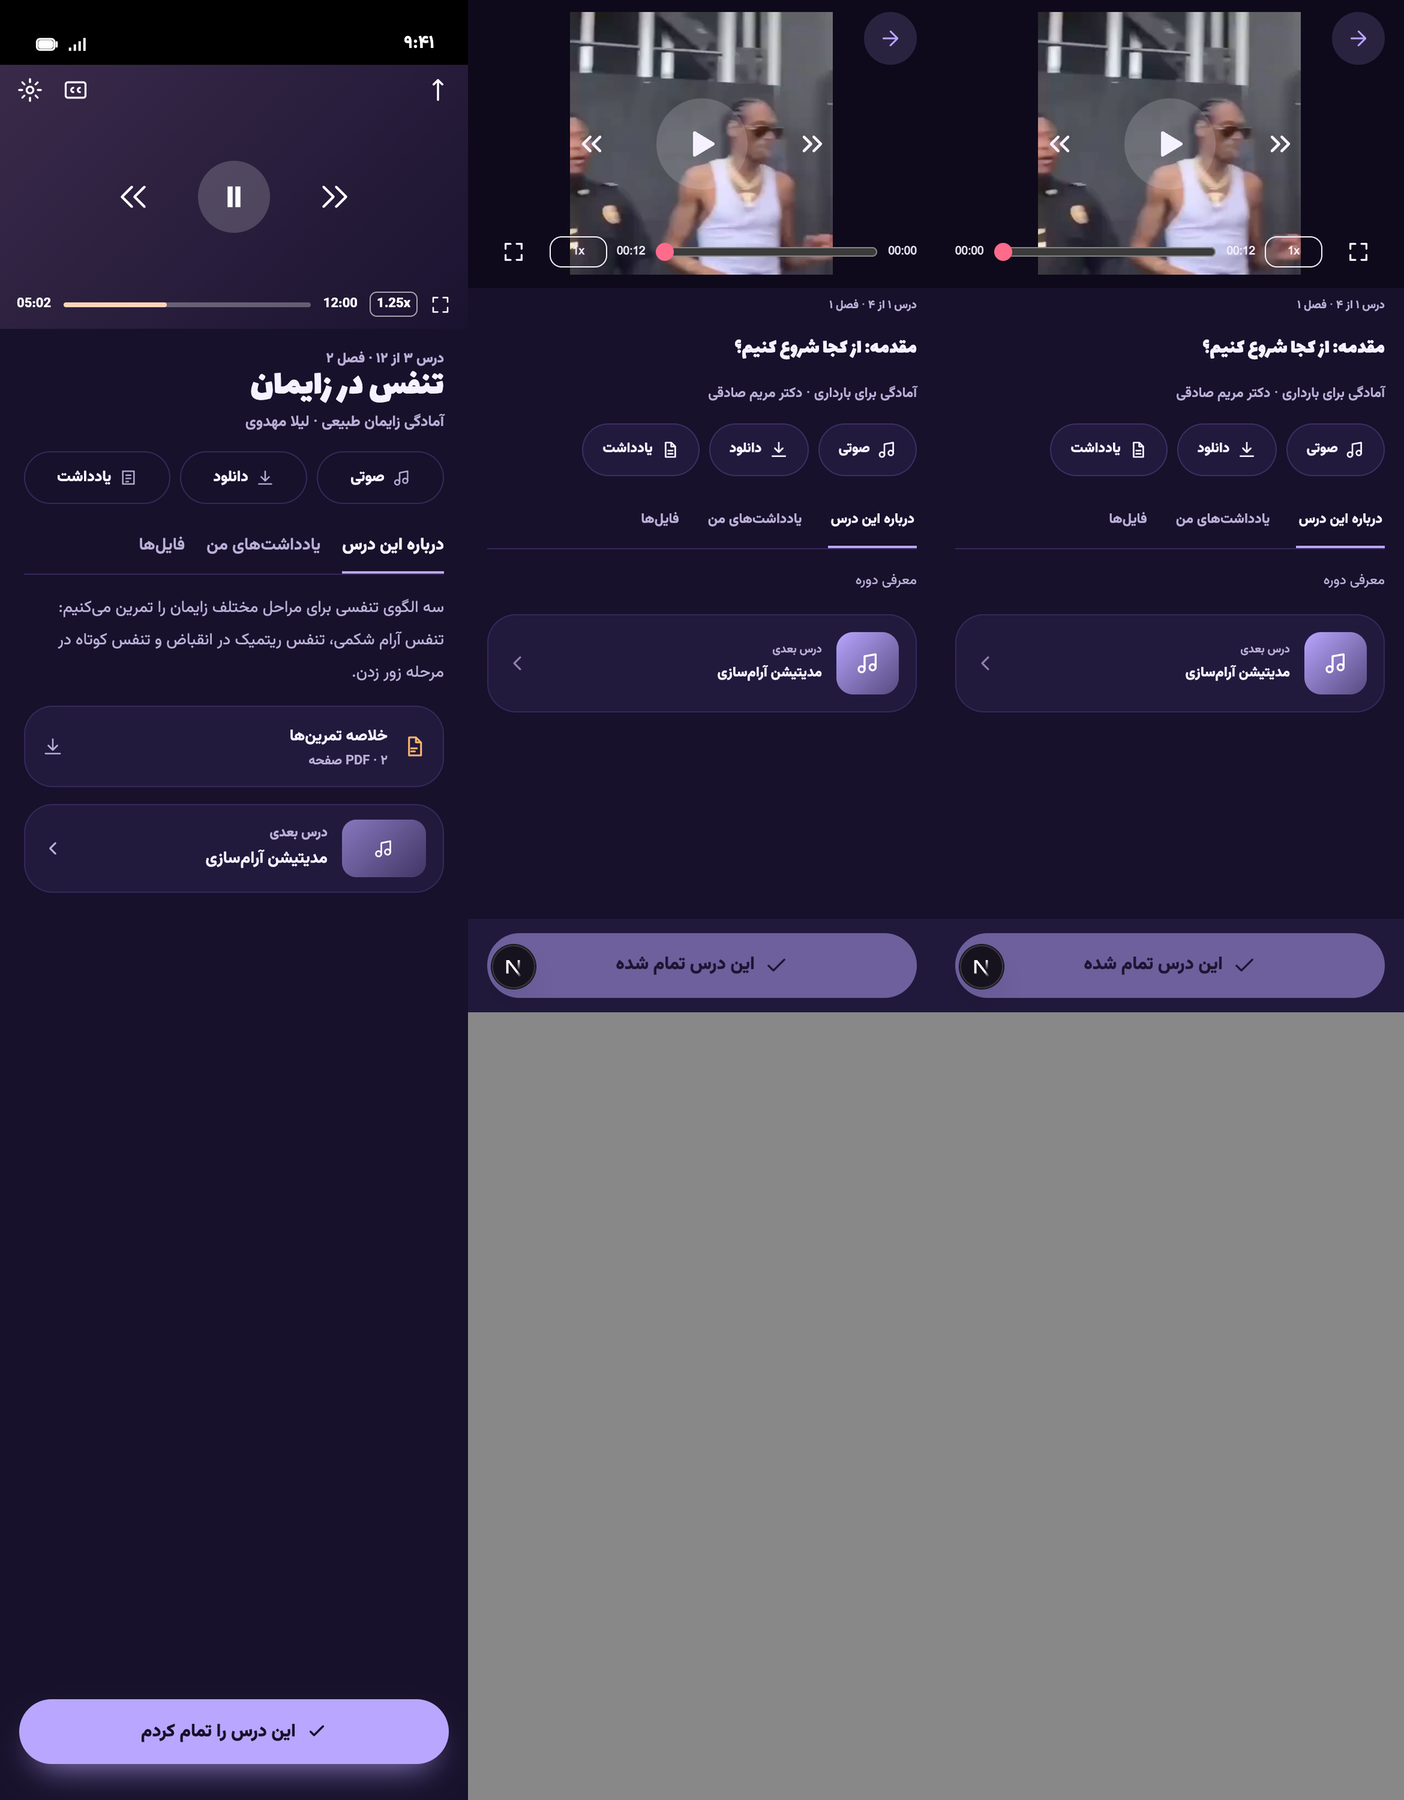 ۹:۴۱
05:02
12:00
1.25x
درس ۳ از ۱۲ · فصل ۲
تنفس در زایمان
آمادگی زایمان طبیعی · لیلا مهدوی
صوتی
دانلود
یادداشت
درباره این درس
یادداشت‌های من
فایل‌ها
سه الگوی تنفسی برای مراحل مختلف زایمان را تمرین می‌کنیم:
تنفس آرام شکمی، تنفس ریتمیک در انقباض و تنفس کوتاه در
مرحله زور زدن.
خلاصه تمرین‌ها
PDF · ۲ صفحه
درس بعدی
مدیتیشن آرام‌سازی
این درس را تمام کردم
1x
00:12
00:00
درس ۱ از ۴ · فصل ۱
مقدمه: از کجا شروع کنیم؟
آمادگی برای بارداری · دکتر مریم صادقی
صوتی
دانلود
یادداشت
درباره این درس
یادداشت‌های من
فایل‌ها
معرفی دوره
درس بعدی
مدیتیشن آرام‌سازی
این درس تمام شده
N
00:00
00:12
1x
درس ۱ از ۴ · فصل ۱
مقدمه: از کجا شروع کنیم؟
آمادگی برای بارداری · دکتر مریم صادقی
صوتی
دانلود
یادداشت
درباره این درس
یادداشت‌های من
فایل‌ها
معرفی دوره
درس بعدی
مدیتیشن آرام‌سازی
این درس تمام شده
N